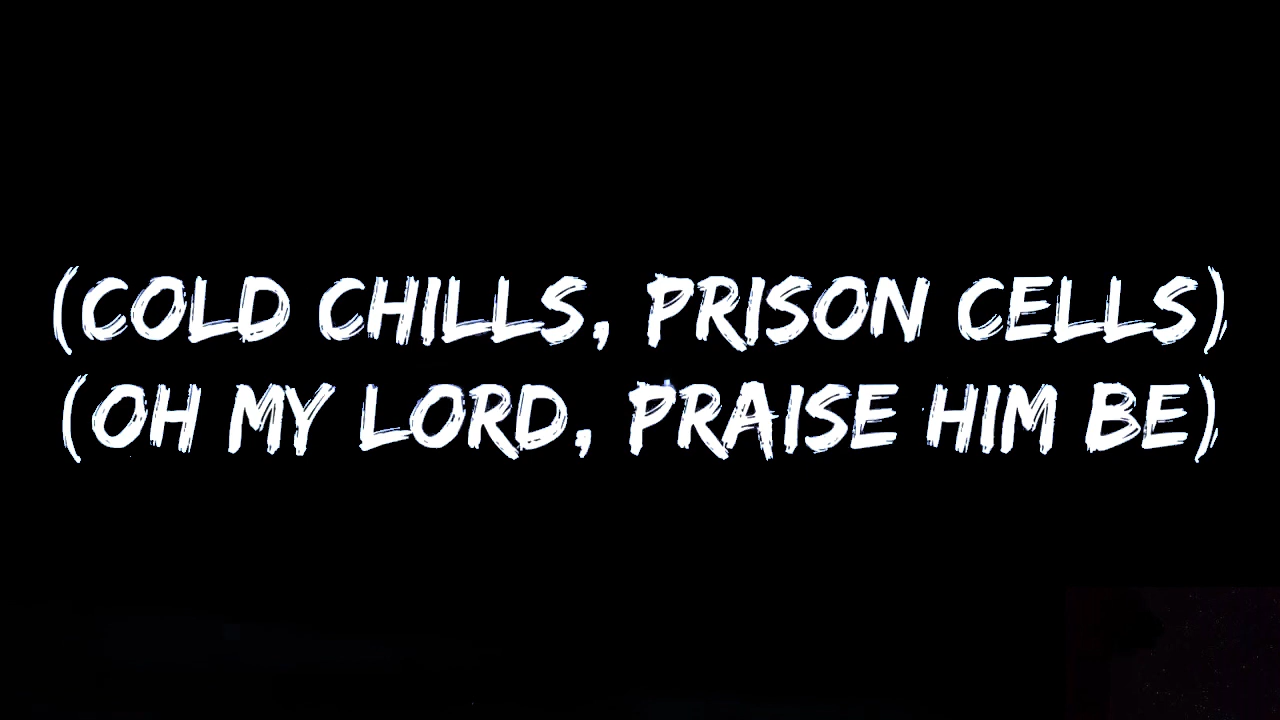 (COLD CHILLS, PRISON CELLS)
(OH MY LORD, PRAISE HIM BE)